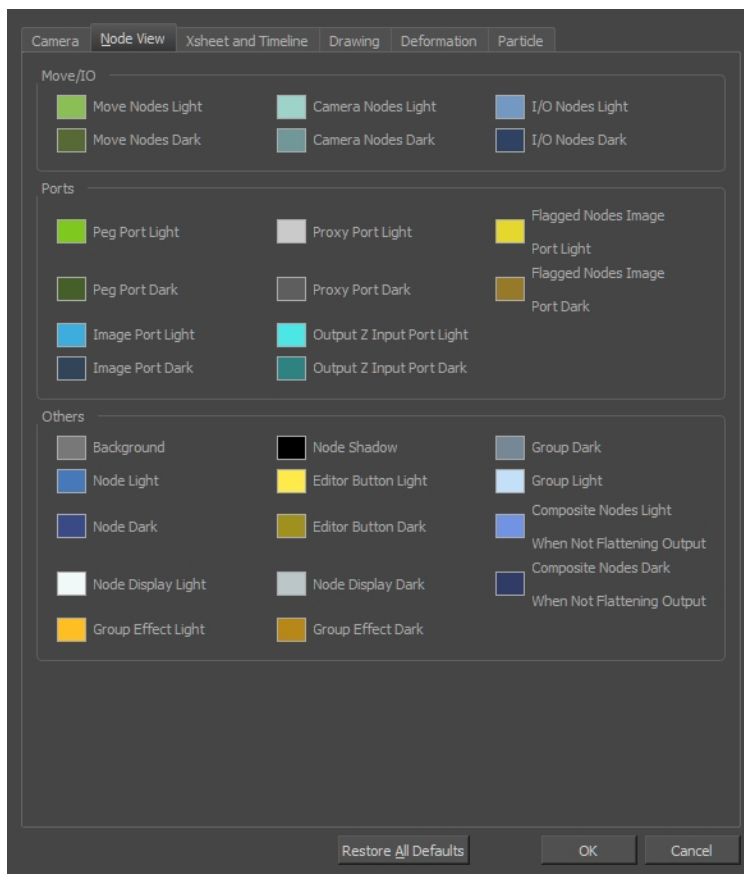 Camera
Node View
Xsheet and Timeline
Drawing
Deformation
Particle
Move/IO
Move Nodes Light
Camera Nodes Light
I/O Nodes Light
Move Nodes Dark
Camera Nodes Dark
I/O Nodes Dark
Ports
Peg Port Light
Proxy Port Light
Flagged Nodes Image
Port Light
Peg Port Dark
Proxy Port Dark
Flagged Nodes Image
Port Dark
Image Port Light
Output Z Input Port Light
Image Port Dark
Output Z Input Port Dark
Others
Background
Node Shadow
Group Dark
Node Light
Editor Button Light
Group Light
Node Dark
Editor Button Dark
Composite Nodes Light
When Not Flattening Output
Node Display Light
Node Display Dark
Composite Nodes Dark
When Not Flattening Output
Group Effect Light
Group Effect Dark
Restore All Defaults
OK
Cancel